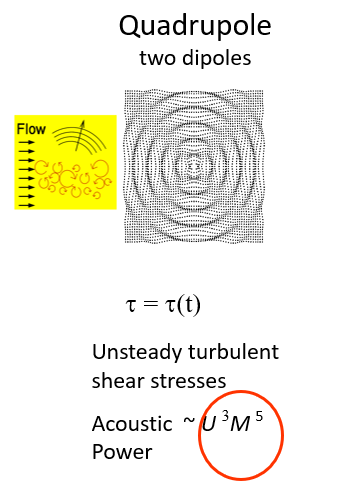 Quadrupole
two dipoles
Flow
τ = τ(t)
Unsteady turbulent
shear stresses
Acoustic ~ U³M⁵
Power